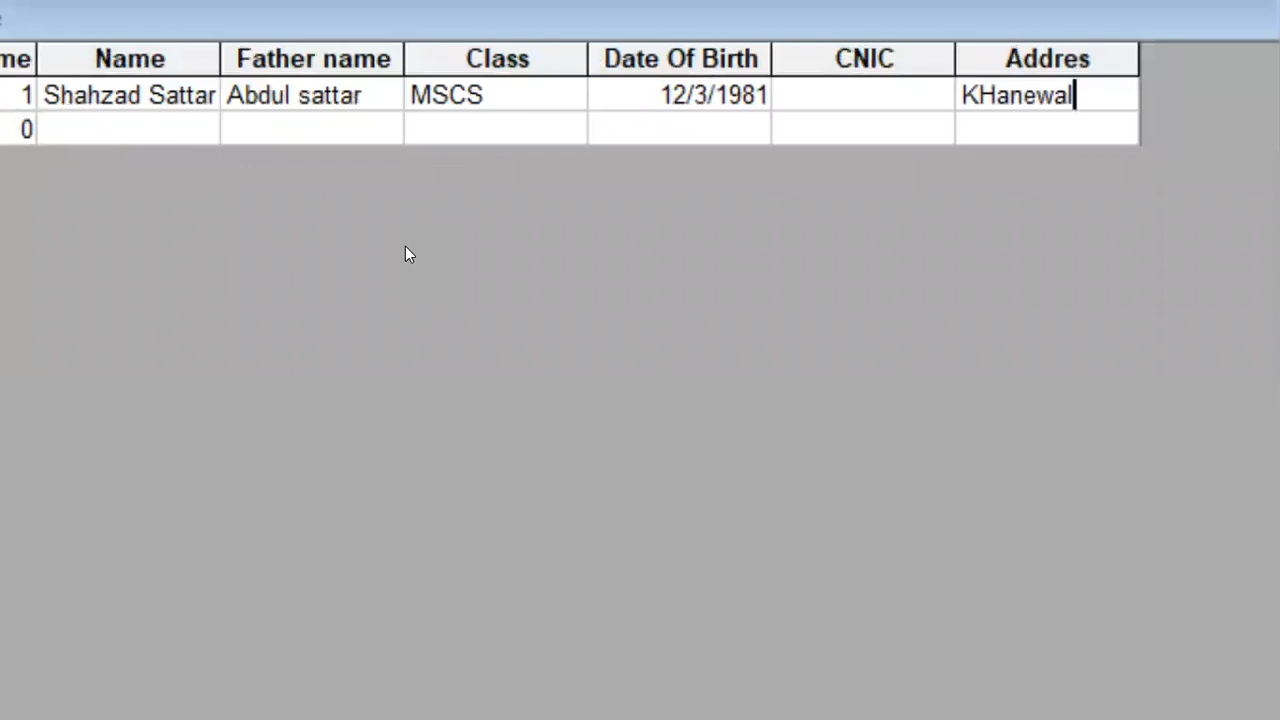 me Name Father name Class Date Of Birth CNIC Addres
1 Shahzad Sattar Abdul sattar MSCS 12/3/1981 KHanewal
0